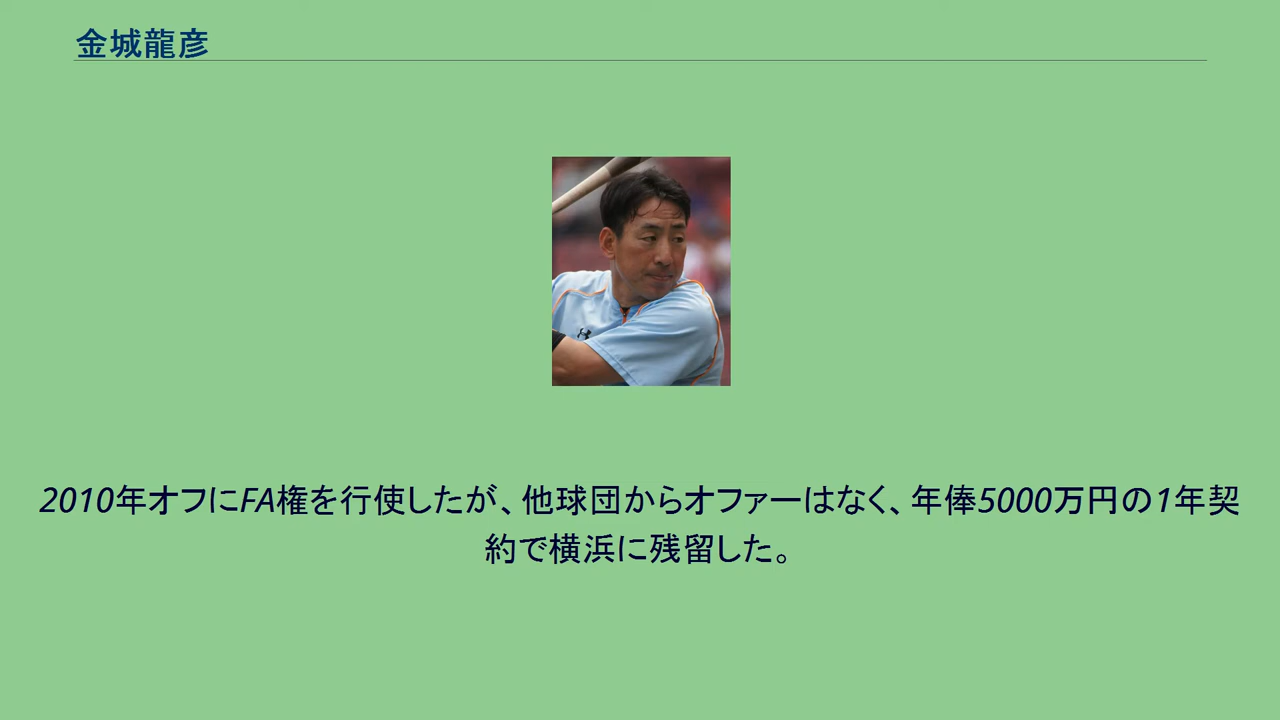 金城龍彦
2010年オフにFA権を行使したが、他球団からオファーはなく、年俸5000万円の1年契
約で横浜に残留した。